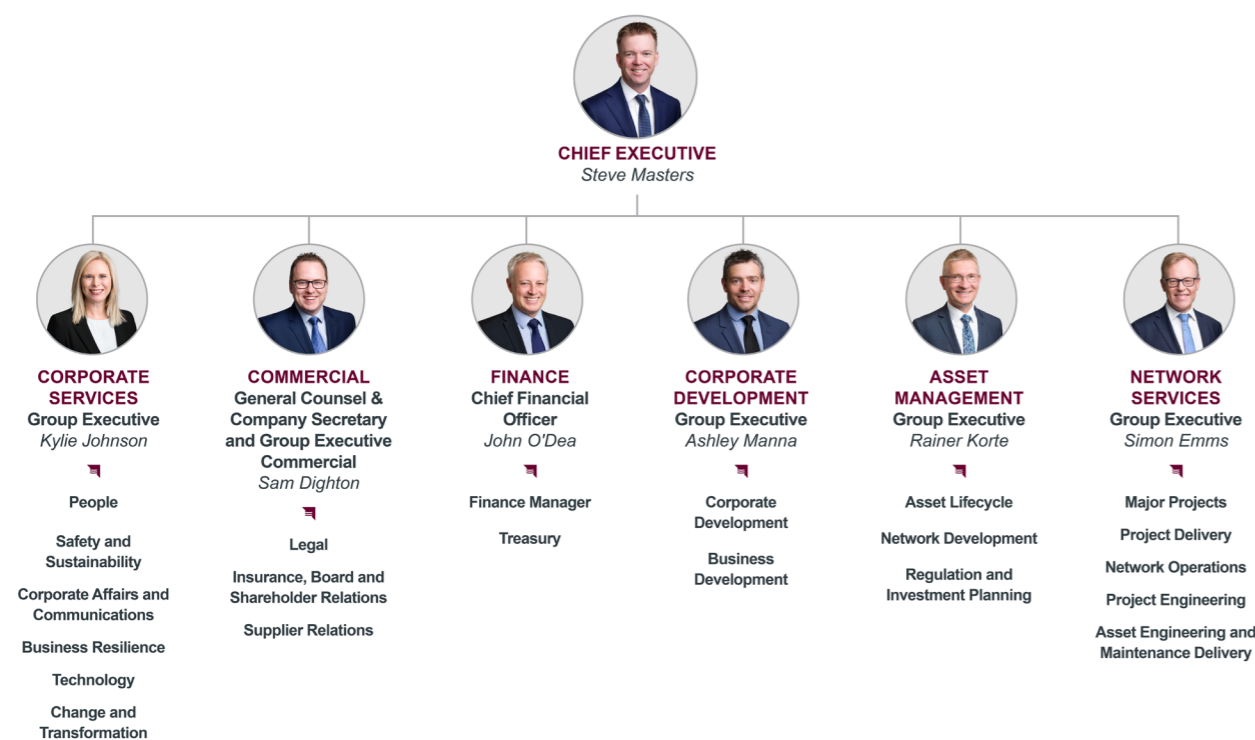 CHIEF EXECUTIVE
Steve Masters
CORPORATE
SERVICES
Group Executive
Kylie Johnson
People
Safety and
Sustainability
Corporate Affairs and
Communications
Business Resilience
Technology
Change and
Transformation
COMMERCIAL
General Counsel &
Company Secretary
and Group Executive
Commercial
Sam Dighton
Legal
Insurance, Board and
Shareholder Relations
Supplier Relations
FINANCE
Chief Financial
Officer
John O'Dea
Finance Manager
Treasury
CORPORATE
DEVELOPMENT
Group Executive
Ashley Manna
Corporate
Development
Business
Development
ASSET
MANAGEMENT
Group Executive
Rainer Korte
Asset Lifecycle
Network Development
Regulation and
Investment Planning
NETWORK
SERVICES
Group Executive
Simon Emms
Major Projects
Project Delivery
Network Operations
Project Engineering
Asset Engineering and
Maintenance Delivery